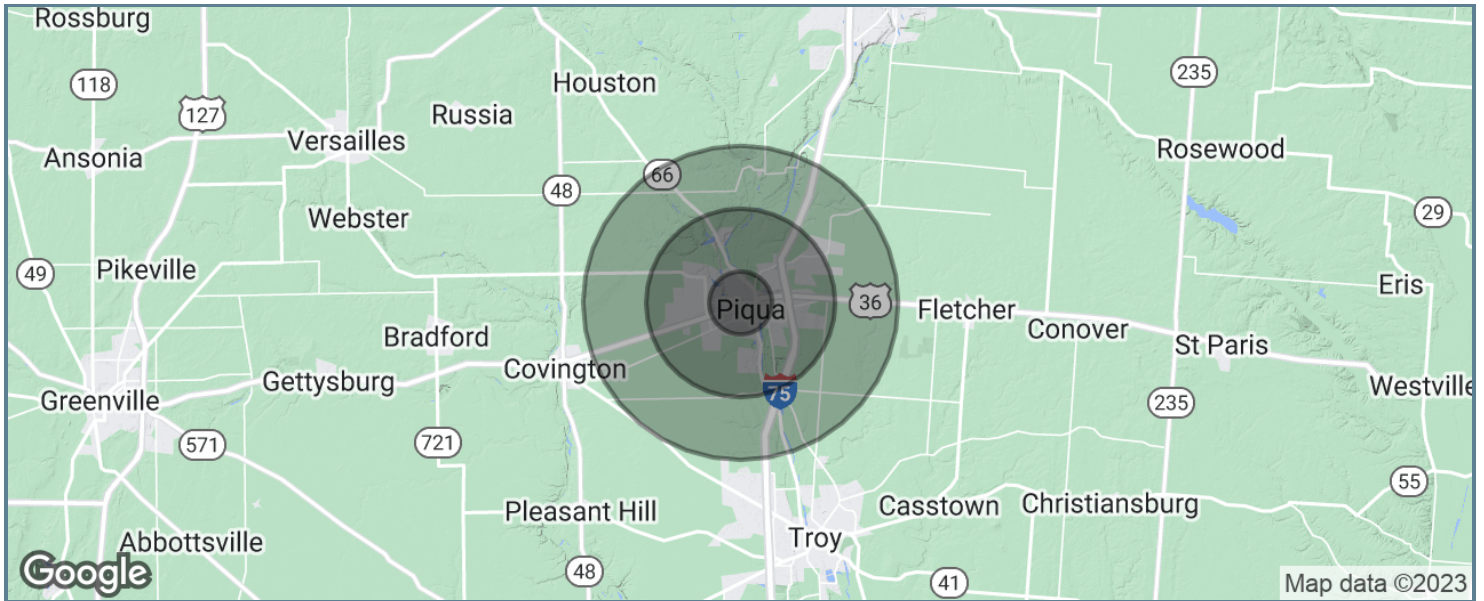 Rossburg
Houston
118
235
127
Russia
Versailles
Ansonia
Rosewood
66
48
29
Webster
49
Pikeville
Eris
Piqua
36
Fletcher
Bradford
Conover
St Paris
Covington
Gettysburg
Westville
Greenville
75
235
571
721
55
Pleasant Hill
Casstown
Christiansburg
Abbottsville
Troy
Google
48
41
Map data ©2023